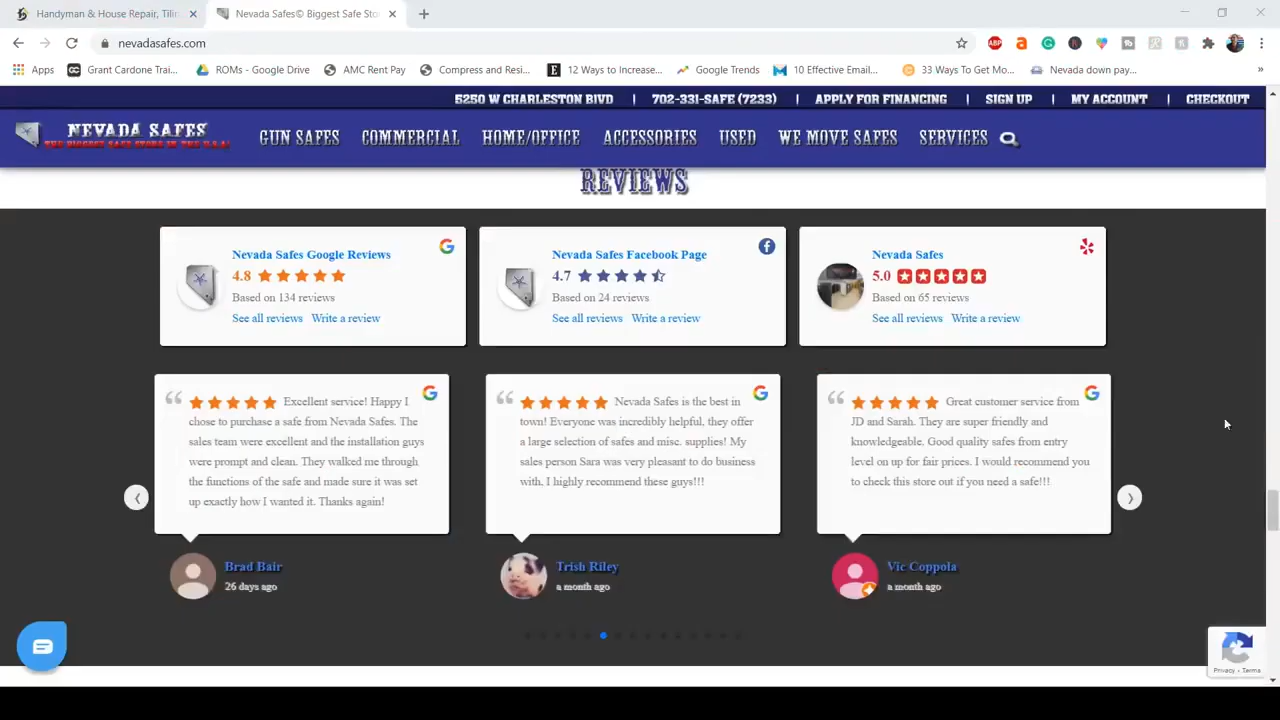 Handyman & House Repair, Tilin
Nevada Safes© Biggest Safe Sto
nevadasafes.com
ABP
Apps
Grant Cardone Trai...
ROMs - Google Drive
AMC Rent Pay
Compress and Resi...
12 Ways to Increase...
Google Trends
10 Effective Email...
33 Ways To Get Mo...
Nevada down pay...
»
5250 W CHARLESTON BLVD | 702-331-SAFE (7233) | APPLY FOR FINANCING | SIGN UP | MY ACCOUNT | CHECKOUT
NEVADA SAFES
THE BIGGEST SAFE STORE IN THE U.S.A!
GUN SAFES COMMERCIAL HOME/OFFICE ACCESSORIES USED WE MOVE SAFES SERVICES
REVIEWS
Nevada Safes Google Reviews
4.8
Based on 134 reviews
See all reviews Write a review
Nevada Safes Facebook Page
4.7
Based on 24 reviews
See all reviews Write a review
Nevada Safes
5.0
Based on 65 reviews
See all reviews Write a review
Excellent service! Happy I
chose to purchase a safe from Nevada Safes. The
sales team were excellent and the installation guys
were prompt and clean. They walked me through
the functions of the safe and made sure it was set
up exactly how I wanted it. Thanks again!
Brad Bair
26 days ago
Nevada Safes is the best in
town! Everyone was incredibly helpful, they offer
a large selection of safes and misc. supplies! My
sales person Sara was very pleasant to do business
with, I highly recommend these guys!!!
Trish Riley
a month ago
Great customer service from
JD and Sarah. They are super friendly and
knowledgeable. Good quality safes from entry
level on up for fair prices. I would recommend you
to check this store out if you need a safe!!!
Vic Coppola
a month ago
Privacy - Terms